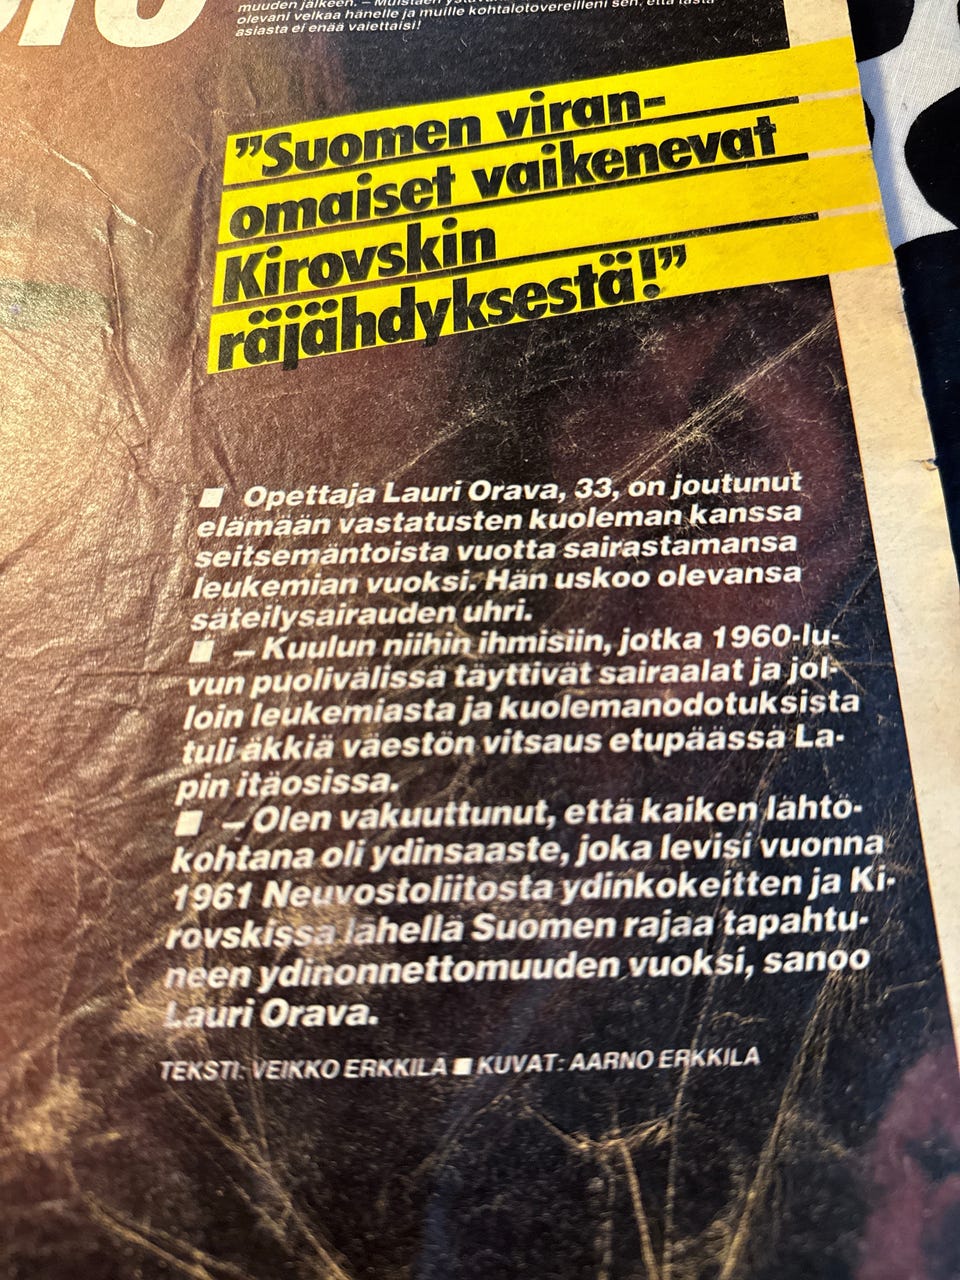 muuden jälkeen. – Muistaen
olevani velkaa hänelle ja muille kohtalotovereilleni sen, että tästä
asiasta ei enää vaiettaisi!
”Suomen viran-
omaiset vaikenevat
Kirovskin
räjähdyksestä!”
■ Opettaja Lauri Orava, 33, on joutunut
elämään vastatusten kuoleman kanssa
seitsemäntoista vuotta sairastamansa
leukemian vuoksi. Hän uskoo olevansa
säteilysairauden uhri.
■ – Kuulun niihin ihmisiin, jotka 1960-lu-
vun puolivälissä täyttivät sairaalat ja jol-
loin leukemiasta ja kuolemanodotuksista
tuli äkkiä väestön vitsaus etupäässä La-
pin itäosissa.
■ – Olen vakuuttunut, että kaiken lähtö-
kohtana oli ydinsaaste, joka levisi vuonna
1961 Neuvostoliitosta ydinkokeitten ja Ki-
rovskissa lähellä Suomen rajaa tapahtu-
neen ydinonnettomuuden vuoksi, sanoo
Lauri Orava.
TEKSTI: VEIKKO ERKKILÄ ■ KUVAT: AARNO ERKKILÄ